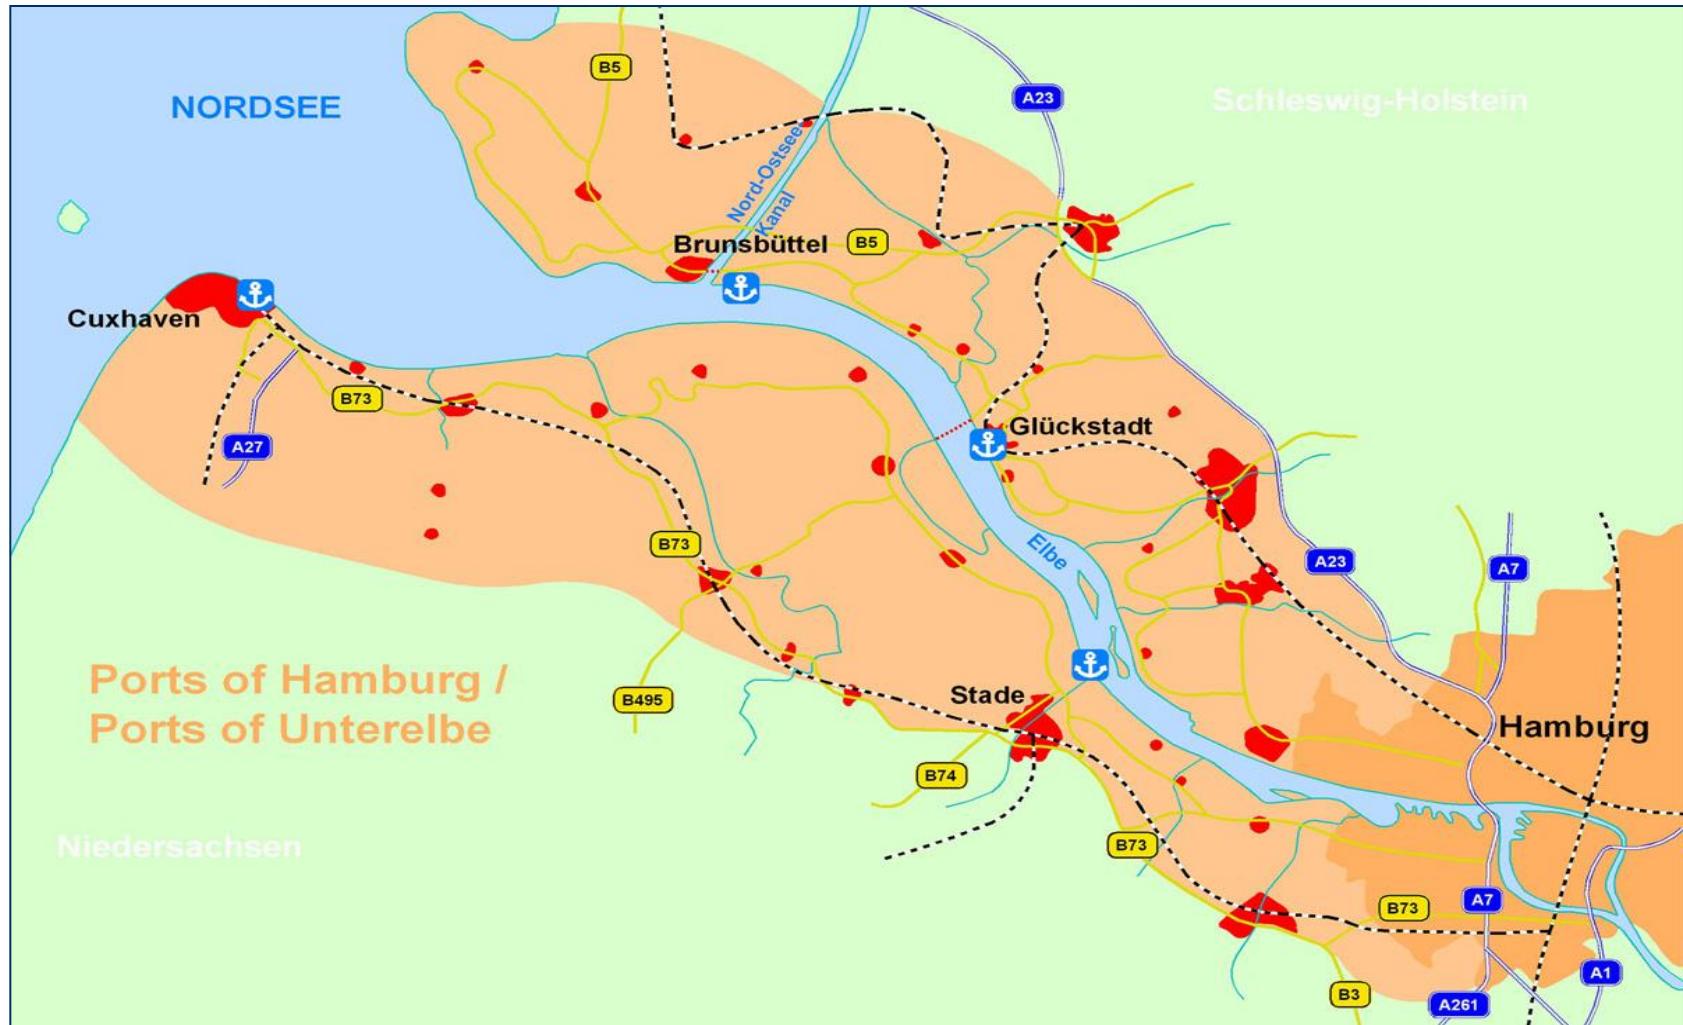 B5
NORDSEE
A23
Schleswig-Holstein
Nord-Ostsee
Kanal
Brunsbüttel
B5
Cuxhaven
B73
A27
Glückstadt
B73
Elbe
A23
A7
Ports of Hamburg /
Ports of Unterelbe
B495
Stade
Hamburg
B74
Niedersachsen
B73
A7
B73
A1
B3
A261